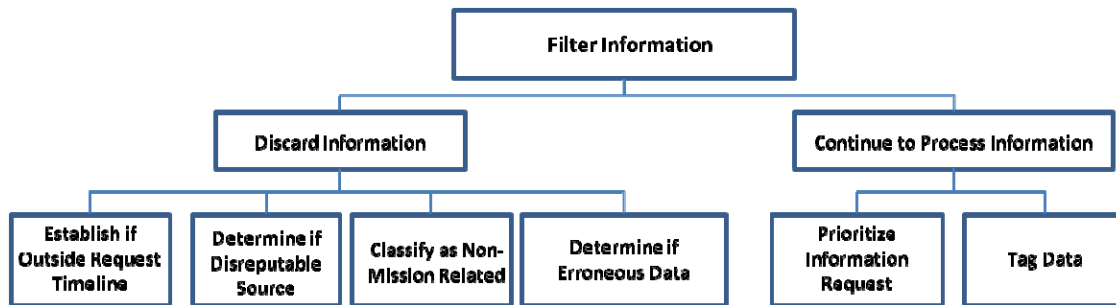 Filter Information
Discard Information
Continue to Process Information
Establish if
Outside Request
Timeline
Determine if
Disreputable
Source
Classify as Non-
Mission Related
Determine if
Erroneous Data
Prioritize
Information
Request
Tag Data